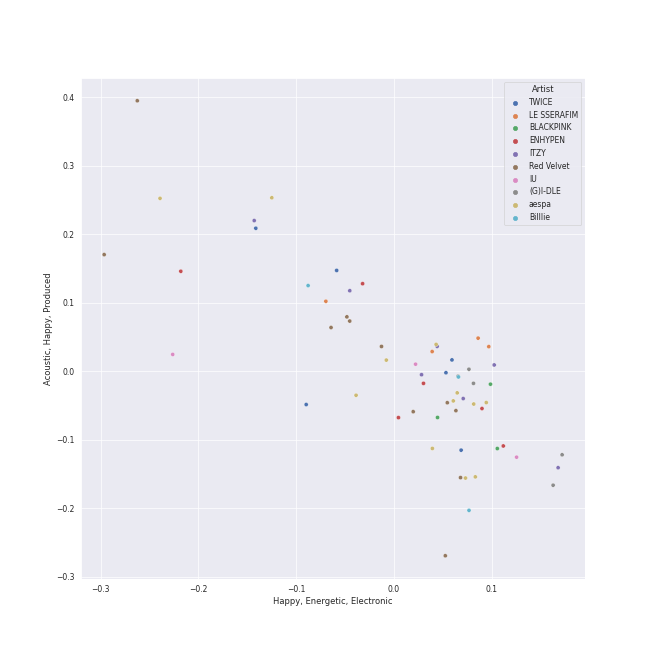 Artist
TWICE
LE SSERAFIM
BLACKPINK
ENHYPEN
ITZY
Red Velvet
IU
(G)I-DLE
aespa
Billlie
0.4
0.3
0.2
0.1
0.0
−0.1
−0.2
−0.3
Acoustic, Happy, Produced
−0.3 −0.2 −0.1 0.0 0.1
Happy, Energetic, Electronic